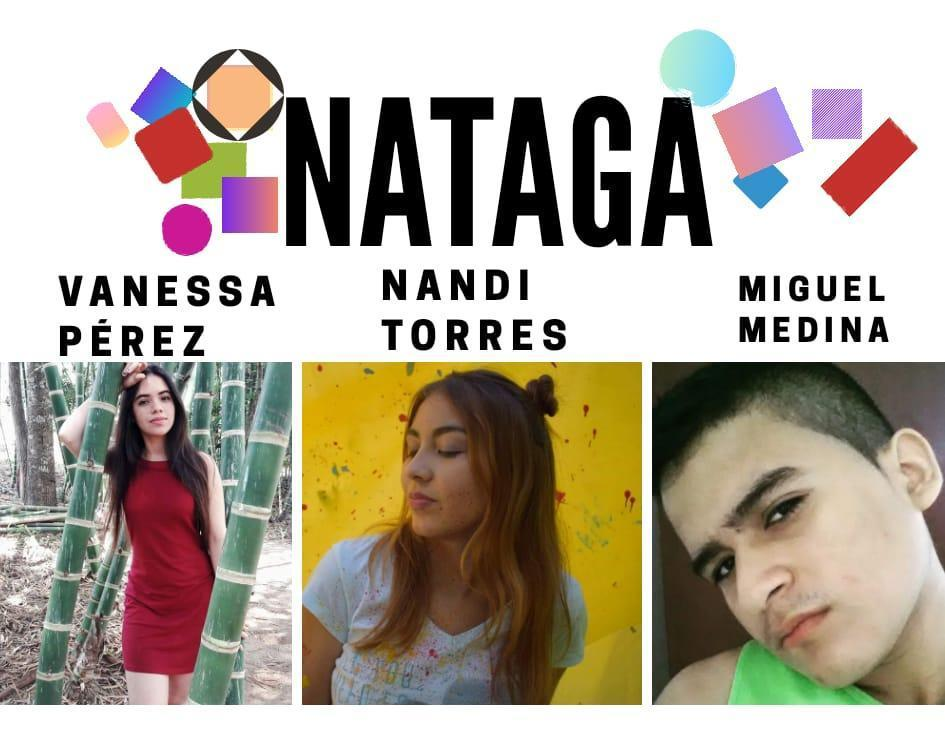 NATAGA
VANESSA
PÉREZ
NANDI
TORRES
MIGUEL
MEDINA